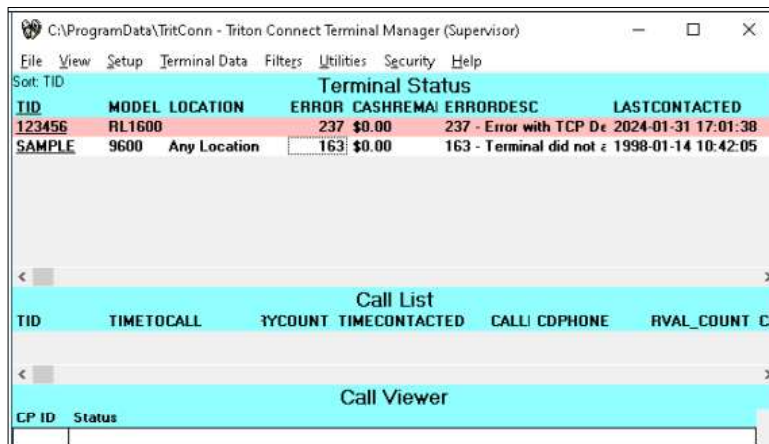 C:\ProgramData\TritConn - Triton Connect Terminal Manager (Supervisor)
File View Setup Terminal Data Filters Utilities Security Help
Sort: TID
Terminal Status
TID MODEL LOCATION ERROR CASHREMAI ERRORDESC LASTCONTACTED
123456 RL1600 237 $0.00 237 - Error with TCP De 2024-01-31 17:01:38
SAMPLE 9600 Any Location 163 $0.00 163 - Terminal did not a 1998-01-14 10:42:05
Call List
TID TIMETOCALL RYCOUNT TIMECONTACTED CALLI CDPHONE RVAL_COUNT C
Call Viewer
CP ID Status